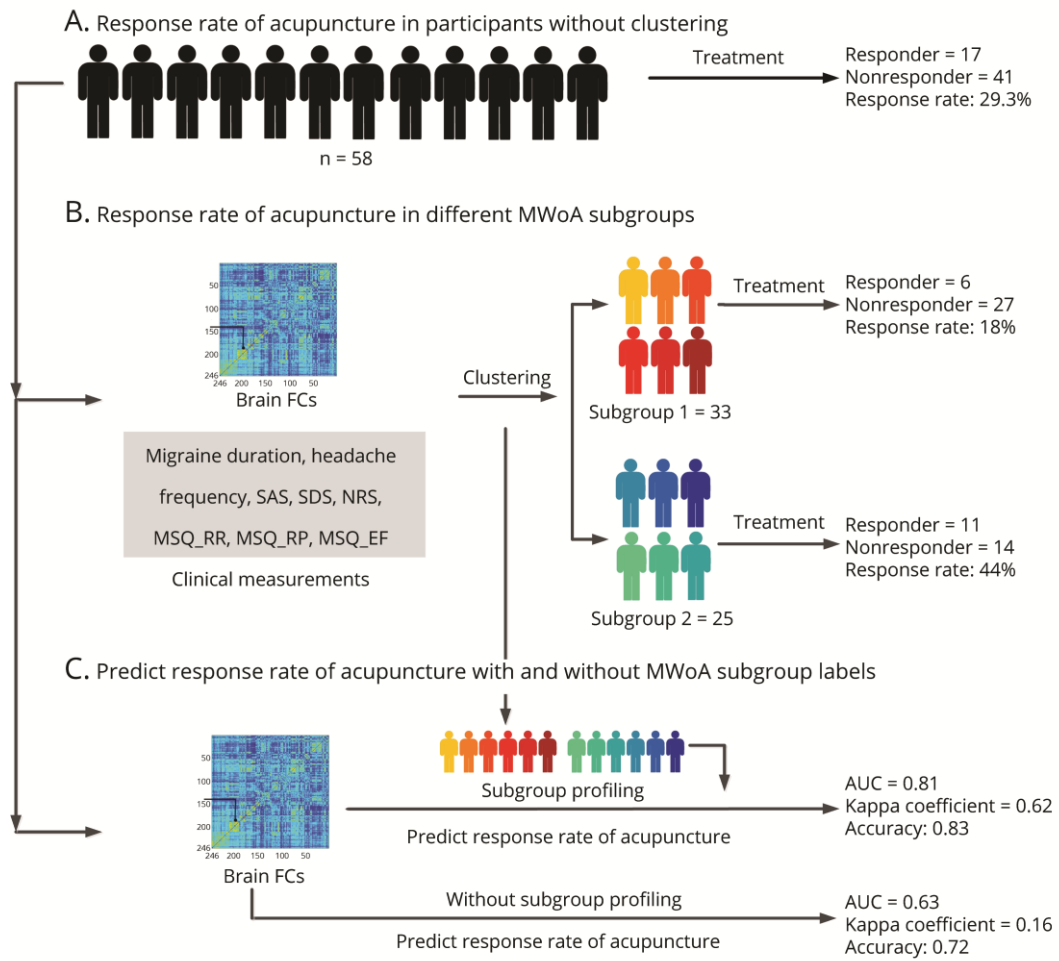 A. Response rate of acupuncture in participants without clustering
n = 58
Treatment
Responder = 17
Nonresponder = 41
Response rate: 29.3%
B. Response rate of acupuncture in different MWoA subgroups
50
100
150
200
246
246 200 150 100 50
Brain FCs
Migraine duration, headache
frequency, SAS, SDS, NRS,
MSQ_RR, MSQ_RP, MSQ_EF
Clinical measurements
Clustering
Subgroup 1 = 33
Treatment
Responder = 6
Nonresponder = 27
Response rate: 18%
Subgroup 2 = 25
Treatment
Responder = 11
Nonresponder = 14
Response rate: 44%
C. Predict response rate of acupuncture with and without MWoA subgroup labels
50
100
150
200
246
246 200 150 100 50
Brain FCs
Subgroup profiling
Predict response rate of acupuncture
AUC = 0.81
Kappa coefficient = 0.62
Accuracy: 0.83
Without subgroup profiling
Predict response rate of acupuncture
AUC = 0.63
Kappa coefficient = 0.16
Accuracy: 0.72